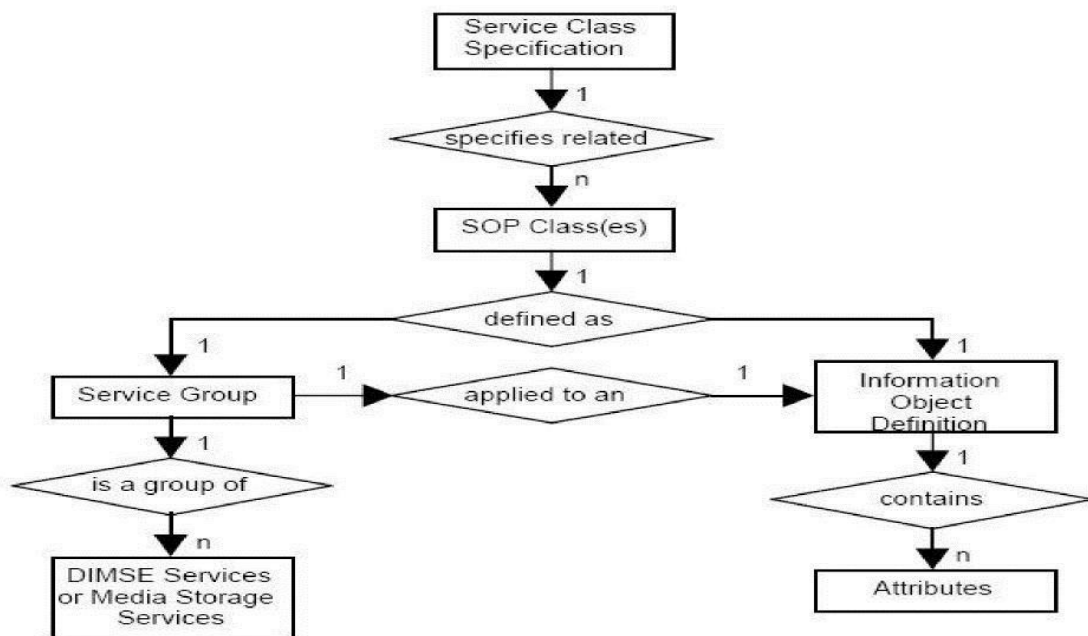 Service Class
Specification
1
specifies related
n
SOP Class(es)
1
defined as
1
1
Service Group
1
applied to an
1
Information
Object
Definition
1
1
is a group of
contains
n
n
DIMSE Services
or Media Storage
Services
Attributes